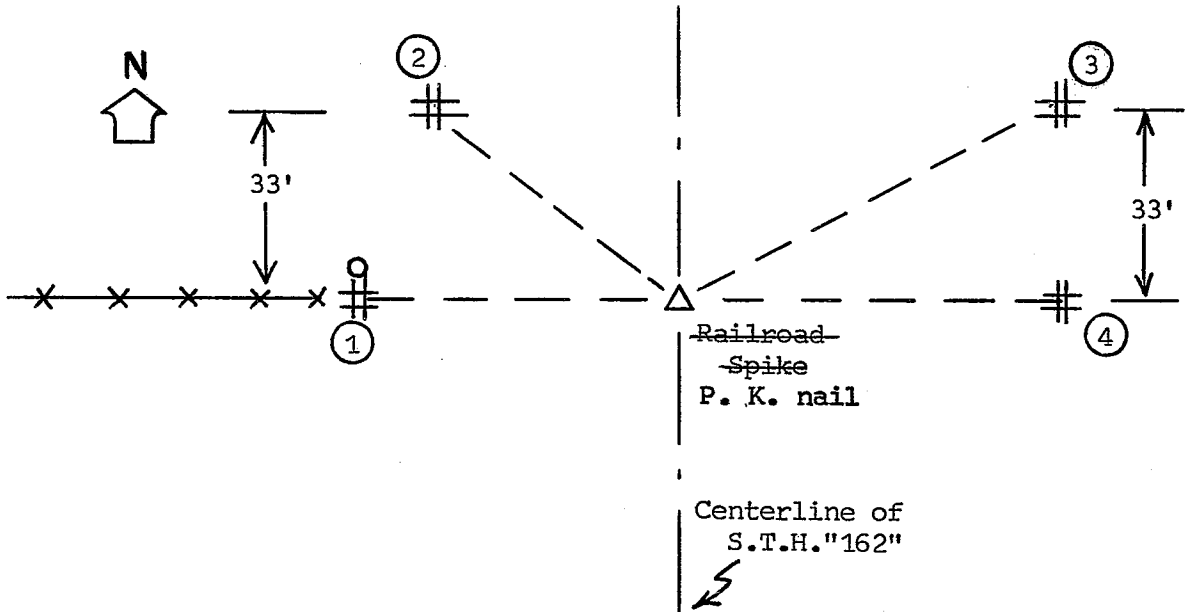 N
2
3
33'
33'
1
4
Railroad
Spike
P. K. nail
Centerline of
S.T.H."162"